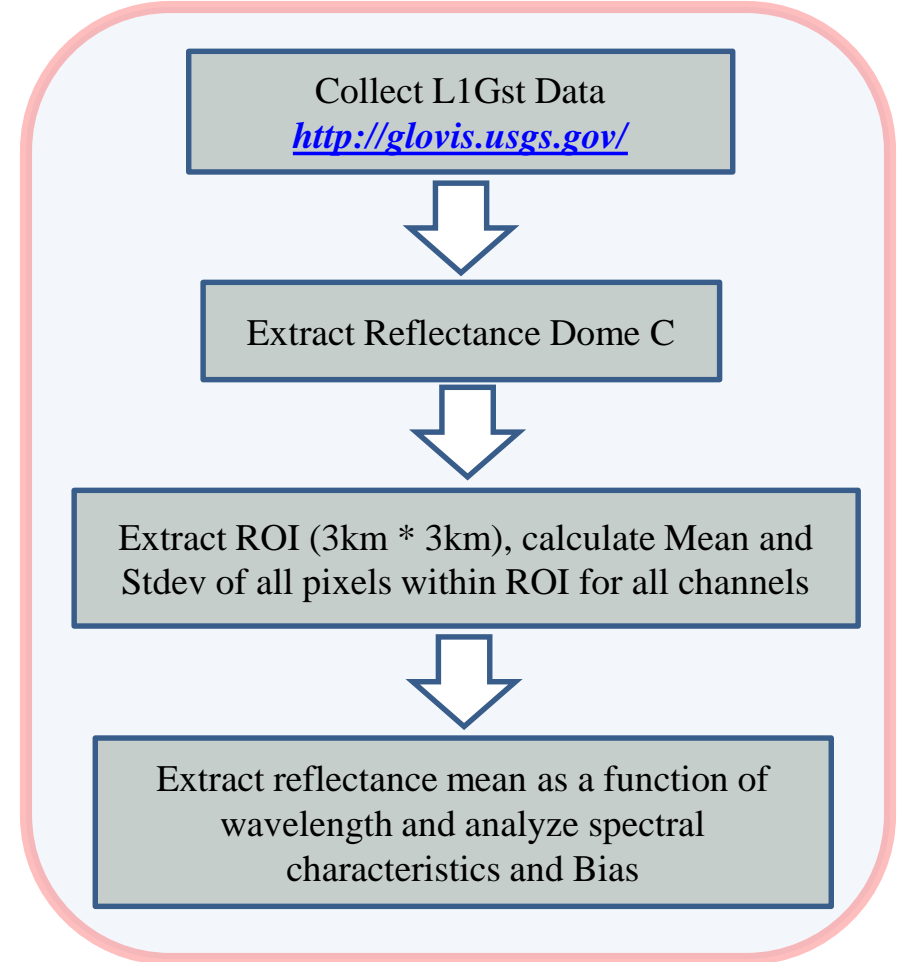 Collect L1Gst Data
http://glovis.usgs.gov/
Extract Reflectance Dome C
Extract ROI (3km * 3km), calculate Mean and
Stdev of all pixels within ROI for all channels
Extract reflectance mean as a function of
wavelength and analyze spectral
characteristics and Bias